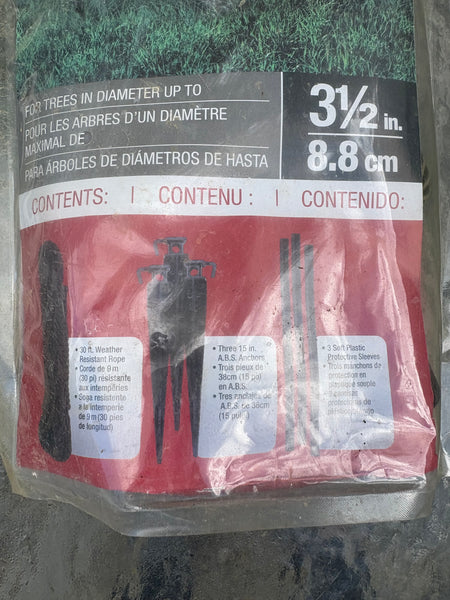 FOR TREES IN DIAMETER UP TO
POUR LES ARBRES D'UN DIAMÈTRE
MAXIMAL DE
PARA ÁRBOLES DE DIÁMETROS DE HASTA
3½ in.
8.8 cm
CONTENTS: | CONTENU : | CONTENIDO:
• 30 ft. Weather
Resistant Rope
• Corde de 9 m
(30 pi) resistante
aux intempéries
• Soga resistente
a la intemperie
de 9 m (30 pies
de longitud)
• Three 15 in.
A.B.S. Anchors
• Trois pieux de
38cm (15 po)
en A.B.S.
• Tres anclajes de
A.B.S. de 38cm
(15 pulg.)
• 3 Soft Plastic
Protective Sleeves
• Trois manchons de
protection en
plastique souple